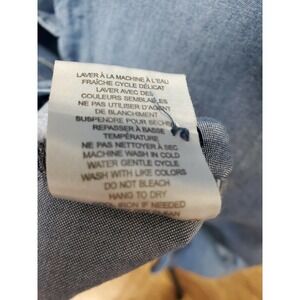 LAVER À LA MACHINE À L'EAU
FRAÎCHE CYCLE DÉLICAT
LAVER AVEC DES
COULEURS SEMBLABLES
NE PAS UTILISER D'AGENT
DE BLANCHIMENT
SUSPENDRE POUR SÉCHER
REPASSER À BASSE
TEMPÉRATURE
NE PAS NETTOYER À SEC
MACHINE WASH IN COLD
WATER GENTLE CYCLE
WASH WITH LIKE COLORS
DO NOT BLEACH
HANG TO DRY
IRON IF NEEDED